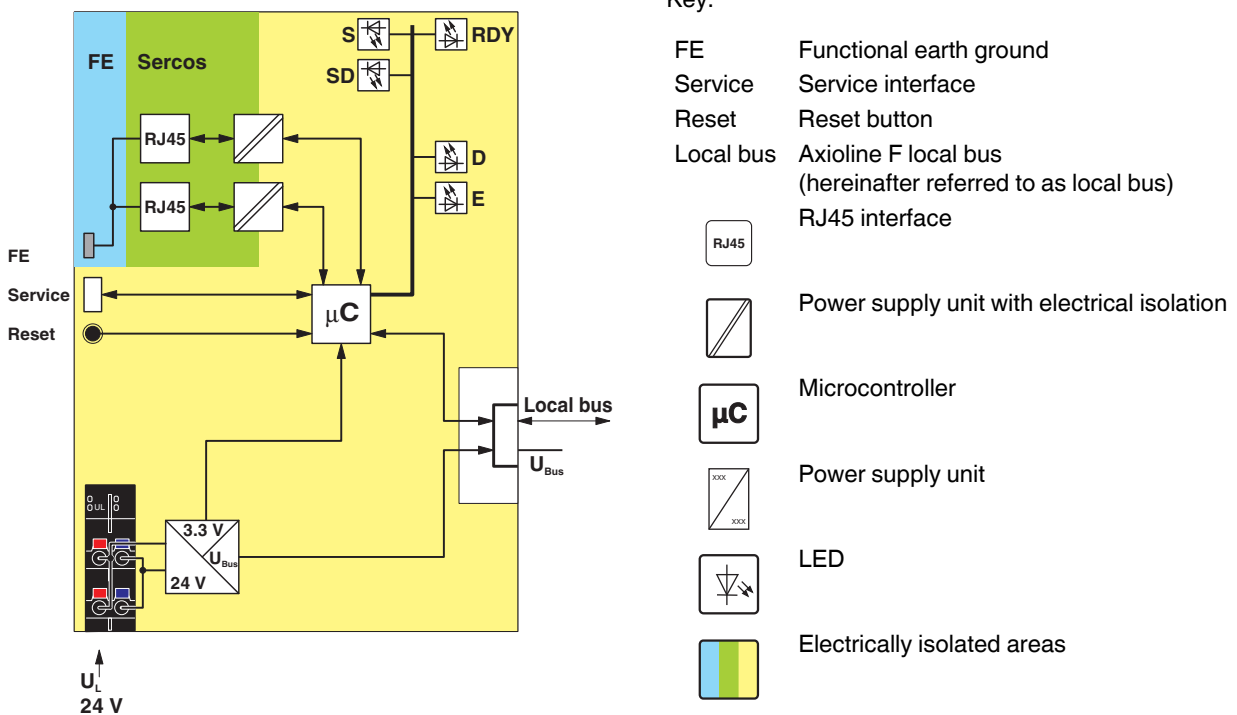 FE Sercos
S
RDY
SD
RJ45
D
RJ45
E
FE
Service
Reset
µC
Local bus
U Bus
UL
3.3 V
U Bus
24 V
UL
24 V
Key:
FE Functional earth ground
Service Service interface
Reset Reset button
Local bus Axioline F local bus
(hereinafter referred to as local bus)
RJ45 RJ45 interface
Power supply unit with electrical isolation
µC Microcontroller
xxx
xxx
Power supply unit
LED
Electrically isolated areas